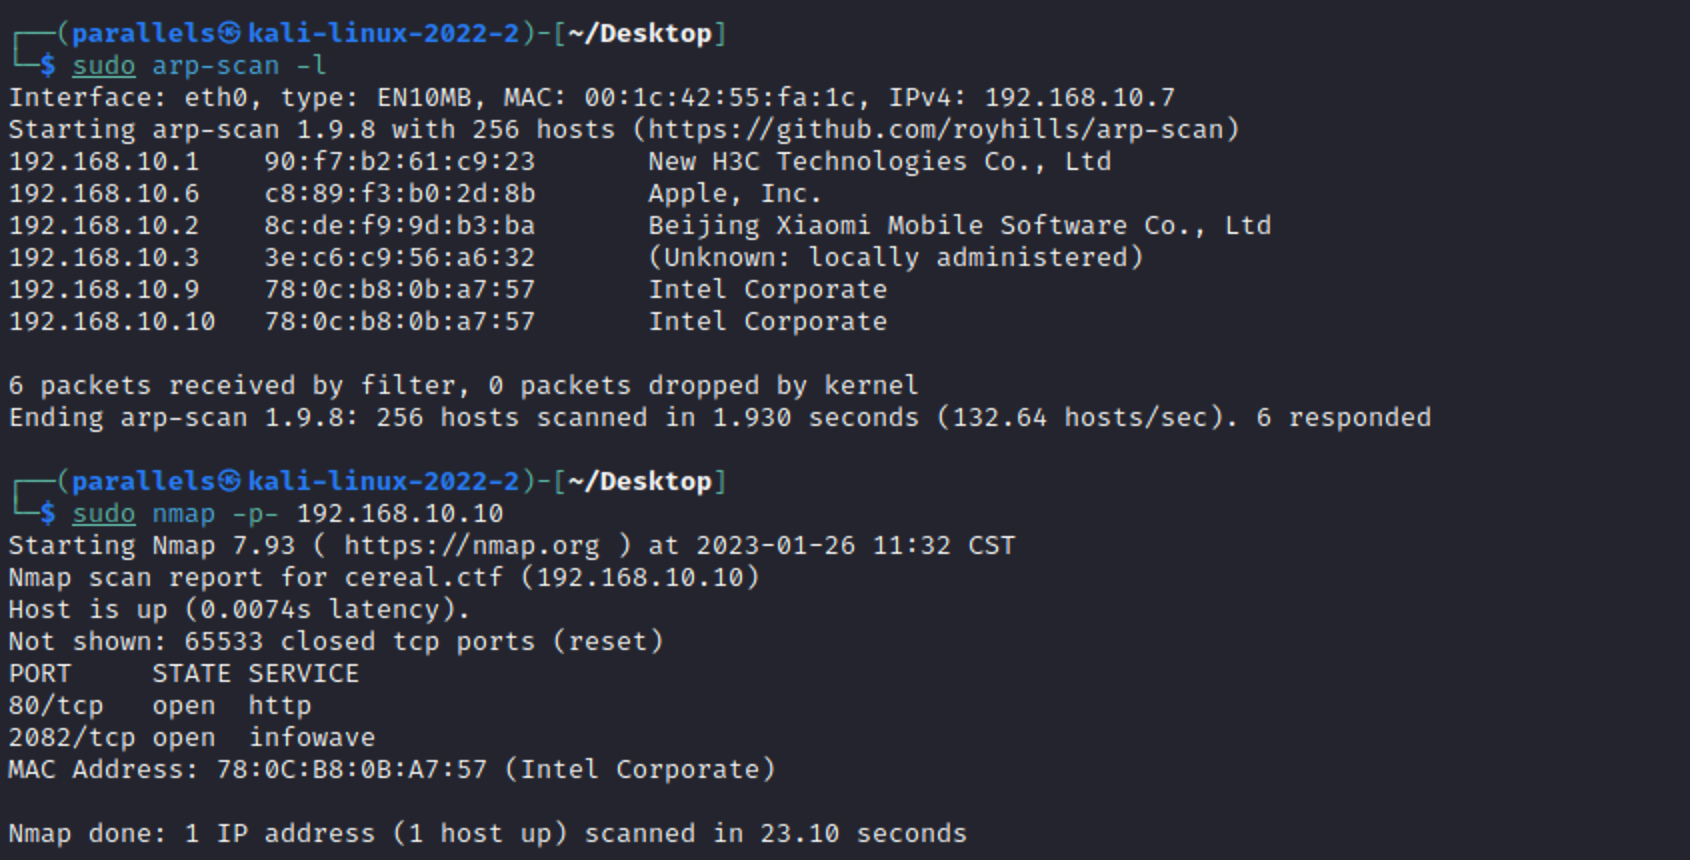 ┌──(parallels㉿kali-linux-2022-2)-[~/Desktop]
└─$ sudo arp-scan -l
Interface: eth0, type: EN10MB, MAC: 00:1c:42:55:fa:1c, IPv4: 192.168.10.7
Starting arp-scan 1.9.8 with 256 hosts (https://github.com/royhills/arp-scan)
192.168.10.1    90:f7:b2:61:c9:23       New H3C Technologies Co., Ltd
192.168.10.6    c8:89:f3:b0:2d:8b       Apple, Inc.
192.168.10.2    8c:de:f9:9d:b3:ba       Beijing Xiaomi Mobile Software Co., Ltd
192.168.10.3    3e:c6:c9:56:a6:32       (Unknown: locally administered)
192.168.10.9    78:0c:b8:0b:a7:57       Intel Corporate
192.168.10.10   78:0c:b8:0b:a7:57       Intel Corporate

6 packets received by filter, 0 packets dropped by kernel
Ending arp-scan 1.9.8: 256 hosts scanned in 1.930 seconds (132.64 hosts/sec). 6 responded

┌──(parallels㉿kali-linux-2022-2)-[~/Desktop]
└─$ sudo nmap -p- 192.168.10.10
Starting Nmap 7.93 ( https://nmap.org ) at 2023-01-26 11:32 CST
Nmap scan report for cereal.ctf (192.168.10.10)
Host is up (0.0074s latency).
Not shown: 65533 closed tcp ports (reset)
PORT     STATE SERVICE
80/tcp   open  http
2082/tcp open  infowave
MAC Address: 78:0C:B8:0B:A7:57 (Intel Corporate)

Nmap done: 1 IP address (1 host up) scanned in 23.10 seconds